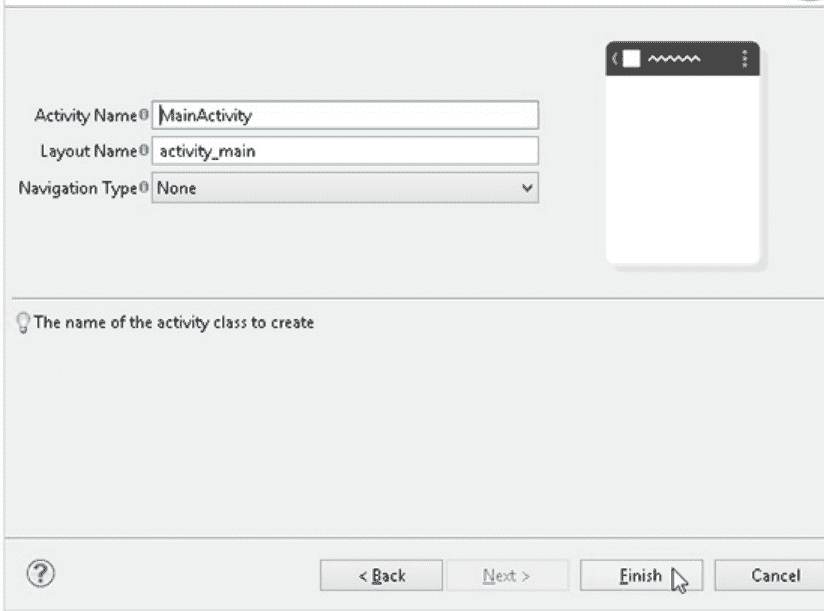 Activity Name MainActivity
Layout Name activity_main
Navigation Type None
The name of the activity class to create
? < Back Next > Finish Cancel